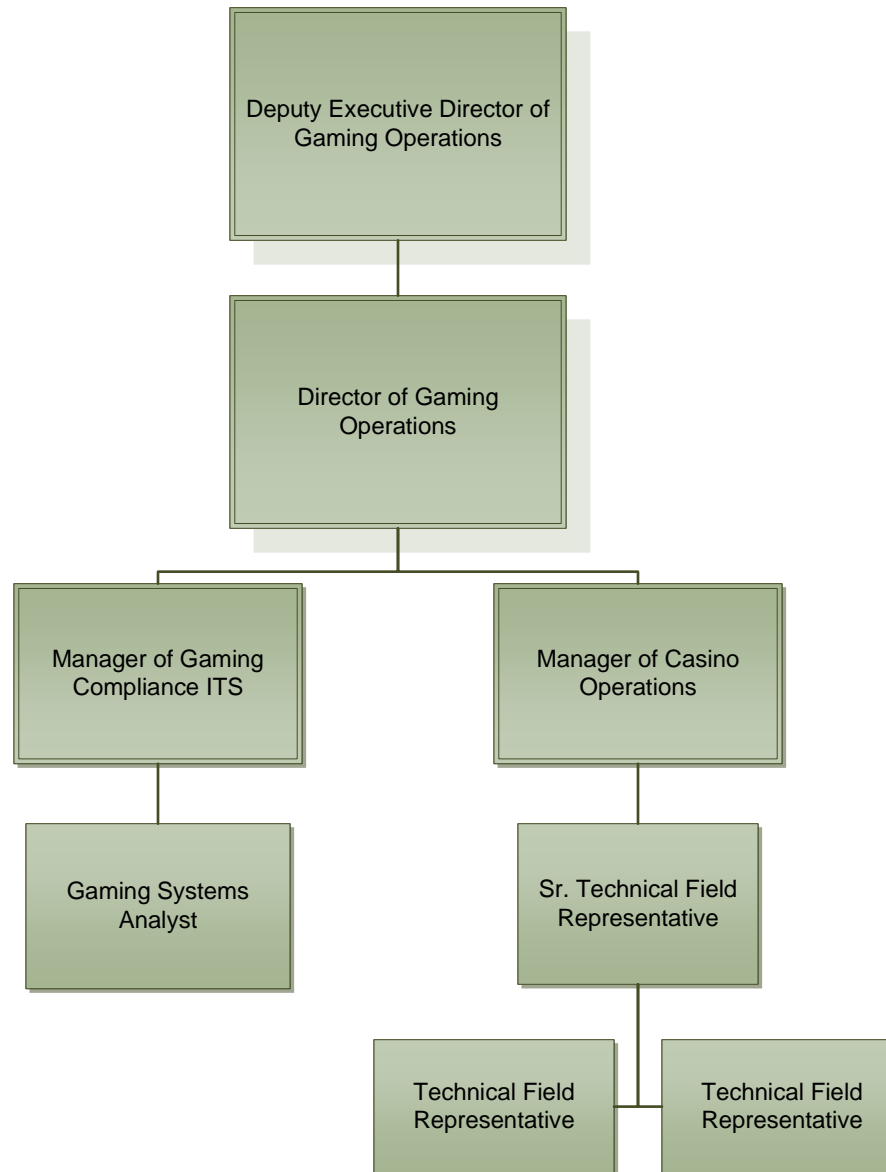 Deputy Executive Director of
Gaming Operations
Director of Gaming
Operations
Manager of Gaming
Compliance ITS
Manager of Casino
Operations
Gaming Systems
Analyst
Sr. Technical Field
Representative
Technical Field
Representative
Technical Field
Representative